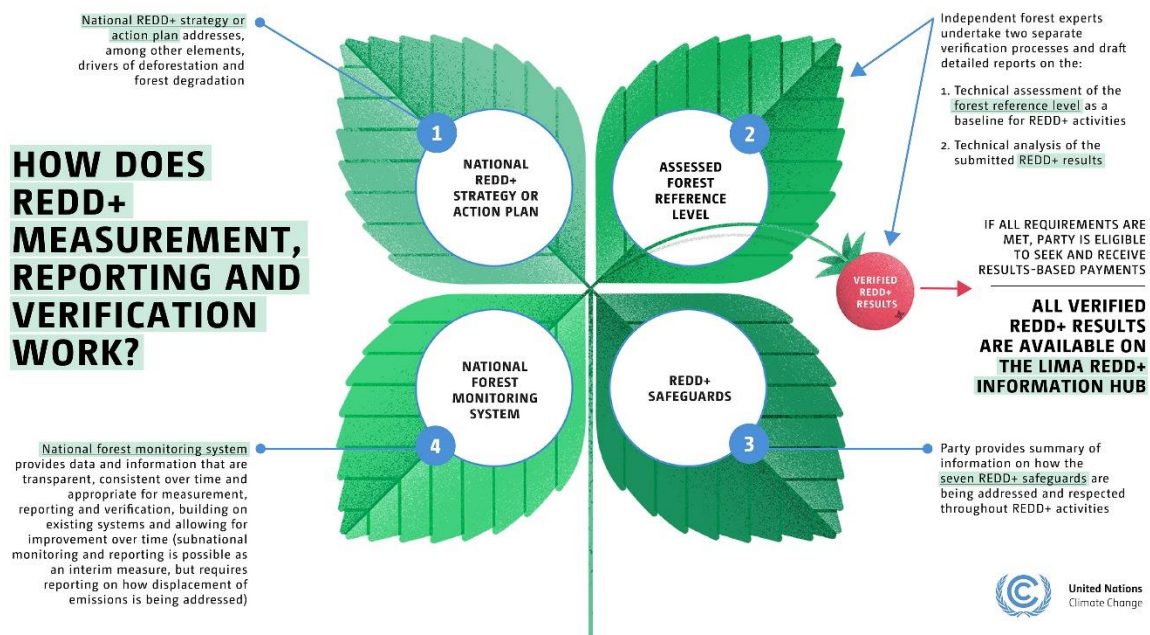 HOW DOES
REDD+
MEASUREMENT,
REPORTING AND
VERIFICATION
WORK?
National REDD+ strategy or
action plan addresses,
among other elements,
drivers of deforestation and
forest degradation
1
NATIONAL
REDD+
STRATEGY OR
ACTION PLAN
2
ASSESSED
FOREST
REFERENCE
LEVEL
Independent forest experts
undertake two separate
verification processes and draft
detailed reports on the:
1. Technical assessment of the
forest reference level as a
baseline for REDD+ activities
2. Technical analysis of the
submitted REDD+ results
VERIFIED
REDD+
RESULTS
IF ALL REQUIREMENTS ARE
MET, PARTY IS ELIGIBLE
TO SEEK AND RECEIVE
RESULTS-BASED PAYMENTS
ALL VERIFIED
REDD+ RESULTS
ARE AVAILABLE ON
THE LIMA REDD+
INFORMATION HUB
REDD+
SAFEGUARDS
3
Party provides summary of
information on how the
seven REDD+ safeguards are
being addressed and respected
throughout REDD+ activities
NATIONAL
FOREST
MONITORING
SYSTEM
4
National forest monitoring system
provides data and information that are
transparent, consistent over time and
appropriate for measurement,
reporting and verification, building on
existing systems and allowing for
improvement over time (subnational
monitoring and reporting is possible as
an interim measure, but requires
reporting on how displacement of
emissions is being addressed)
United Nations
Climate Change